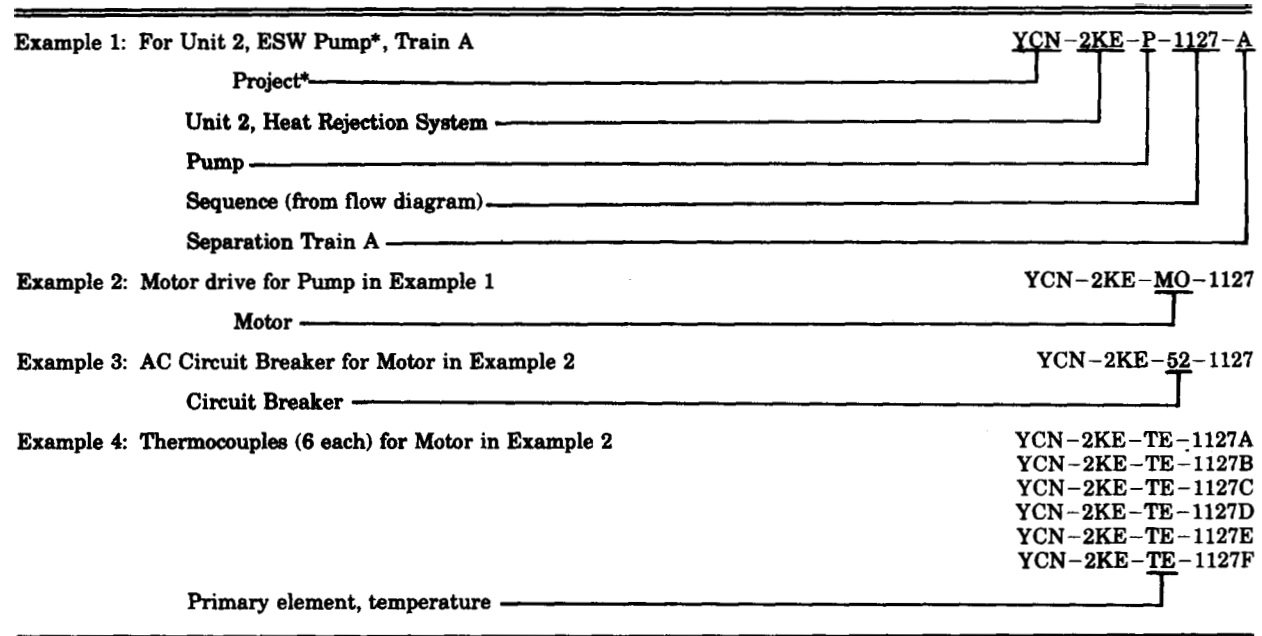 Example 1: For Unit 2, ESW Pump*, Train A YCN-2KE-P-1127-A
Project*
Unit 2, Heat Rejection System
Pump
Sequence (from flow diagram)
Separation Train A
Example 2: Motor drive for Pump in Example 1 YCN-2KE-MO-1127
Motor
Example 3: AC Circuit Breaker for Motor in Example 2 YCN-2KE-52-1127
Circuit Breaker
Example 4: Thermocouples (6 each) for Motor in Example 2 YCN-2KE-TE-1127A
YCN-2KE-TE-1127B
YCN-2KE-TE-1127C
YCN-2KE-TE-1127D
YCN-2KE-TE-1127E
YCN-2KE-TE-1127F
Primary element, temperature